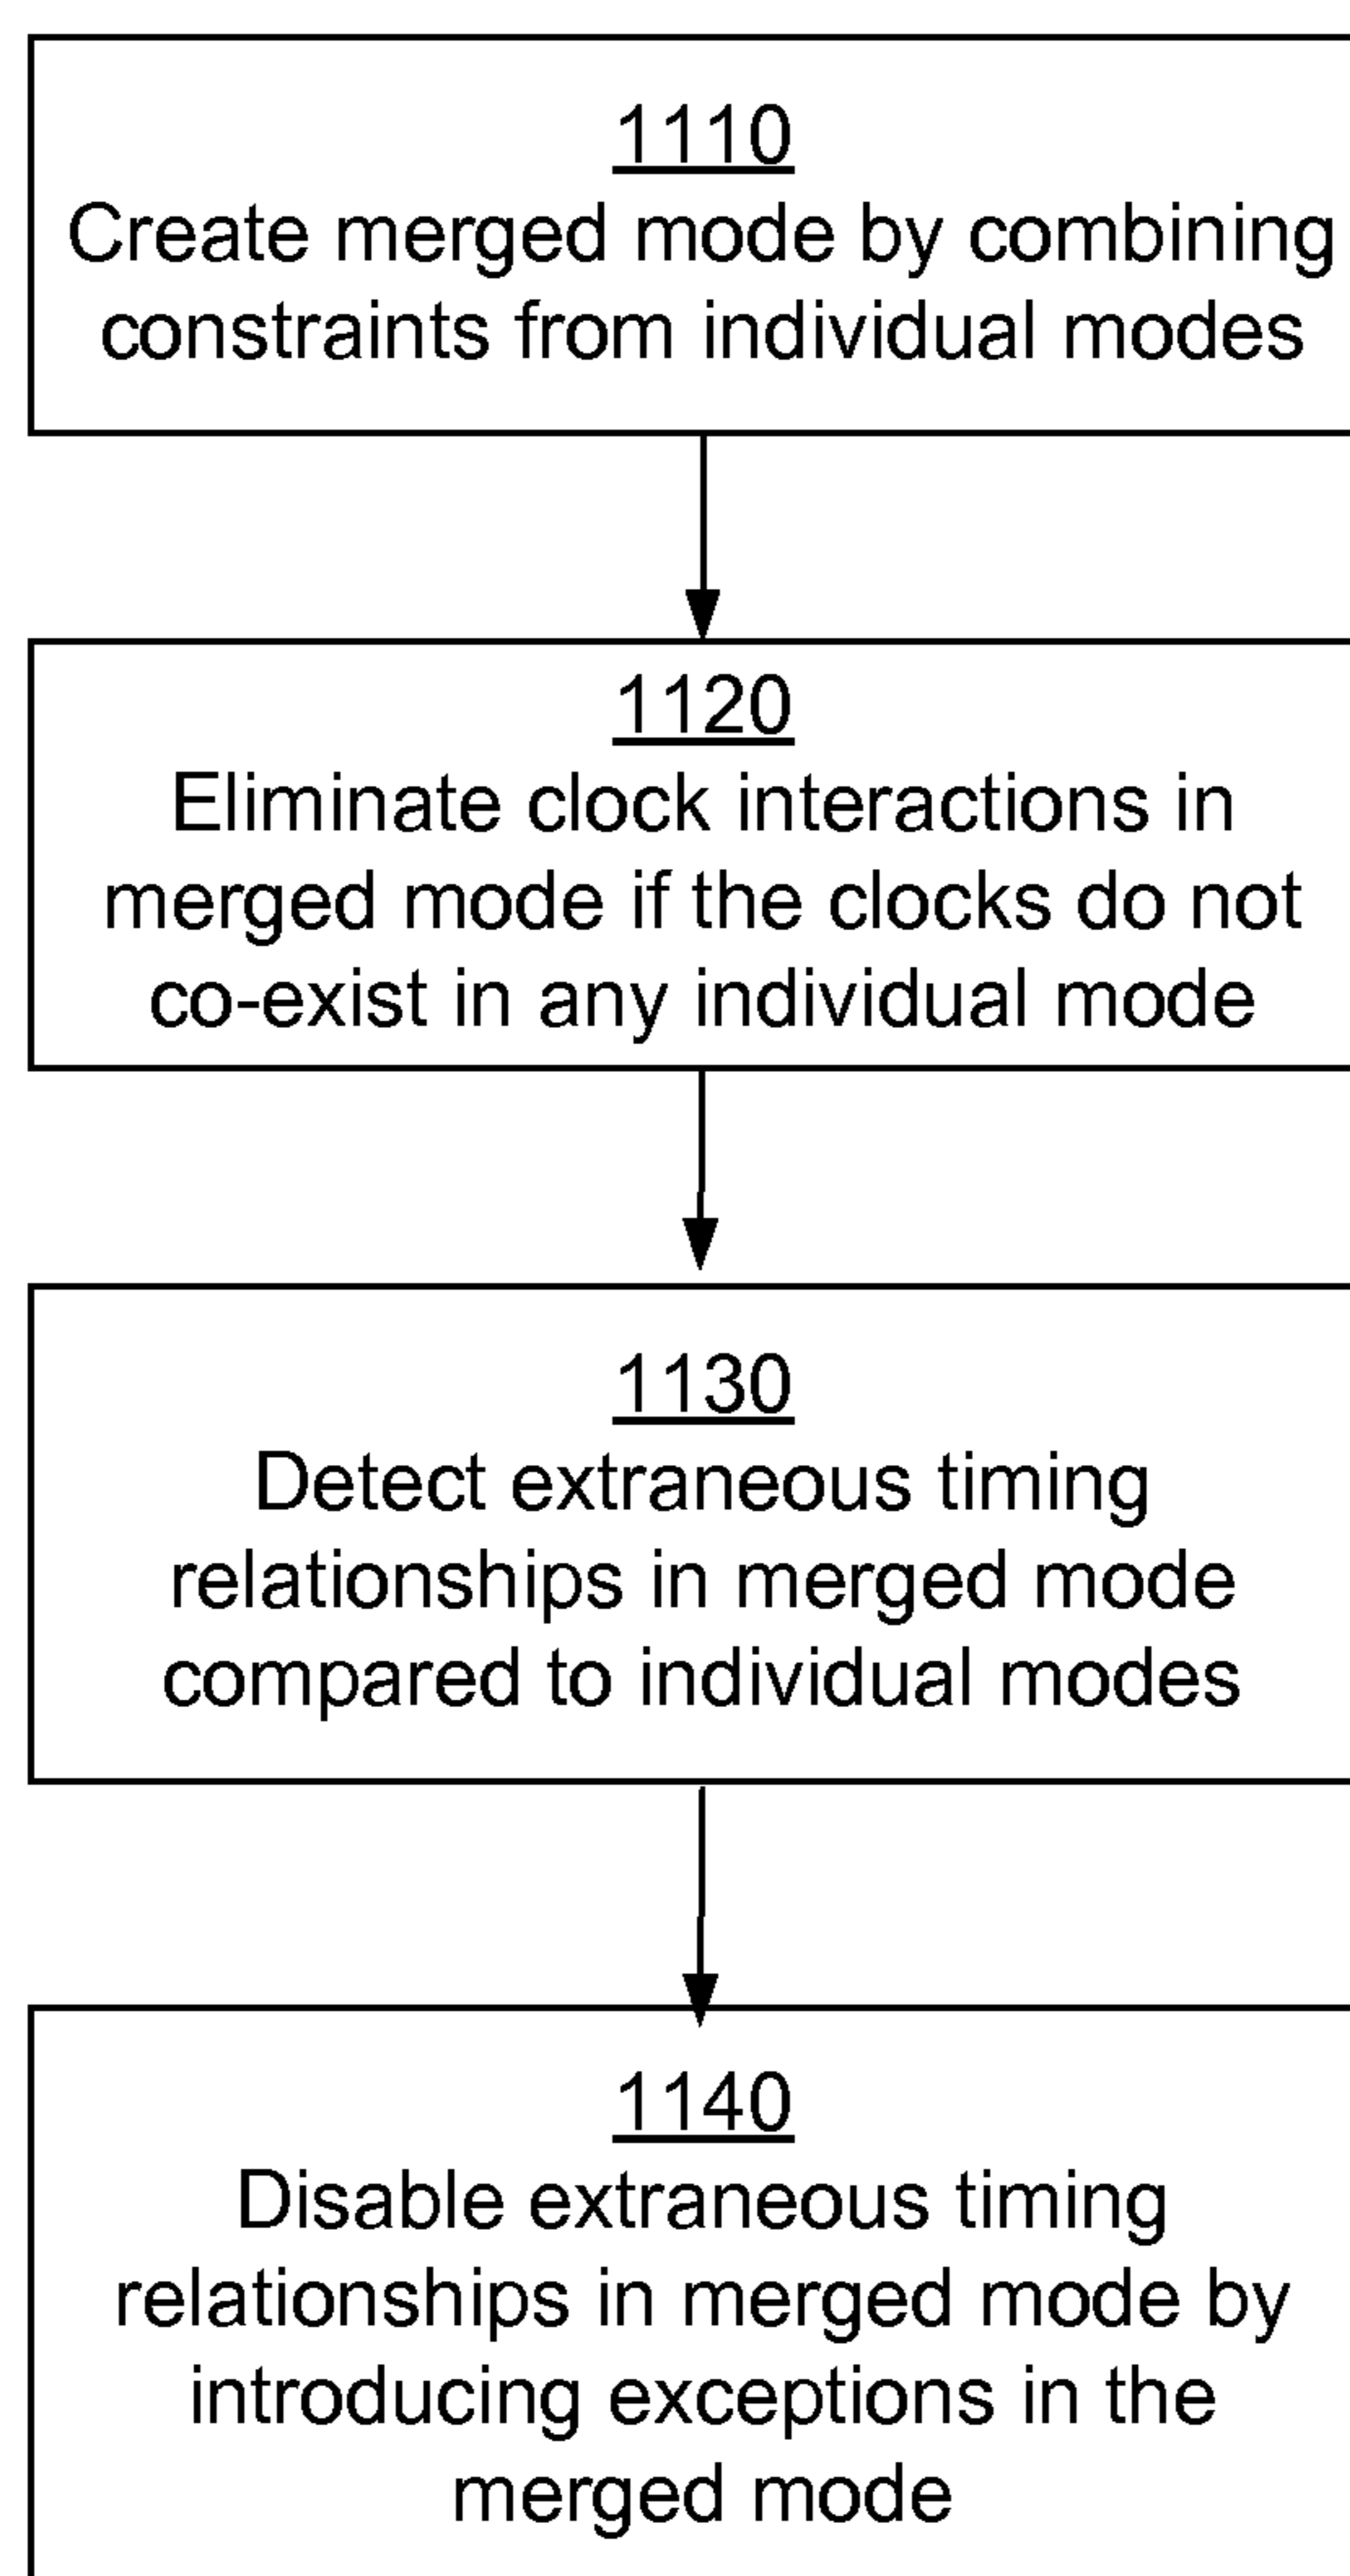 1110
Create merged mode by combining
constraints from individual modes
1120
Eliminate clock interactions in
merged mode if the clocks do not
co-exist in any individual mode
1130
Detect extraneous timing
relationships in merged mode
compared to individual modes
1140
Disable extraneous timing
relationships in merged mode by
introducing exceptions in the
merged mode